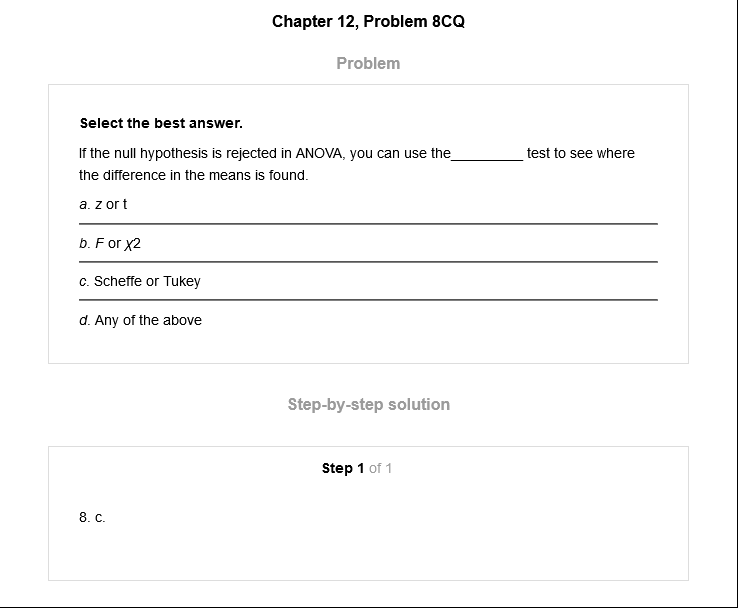 Chapter 12, Problem 8CQ
Problem
Select the best answer.
If the null hypothesis is rejected in ANOVA, you can use the_________ test to see where
the difference in the means is found.
a. z or t
b. F or χ2
c. Scheffe or Tukey
d. Any of the above
Step-by-step solution
Step 1 of 1
8. c.